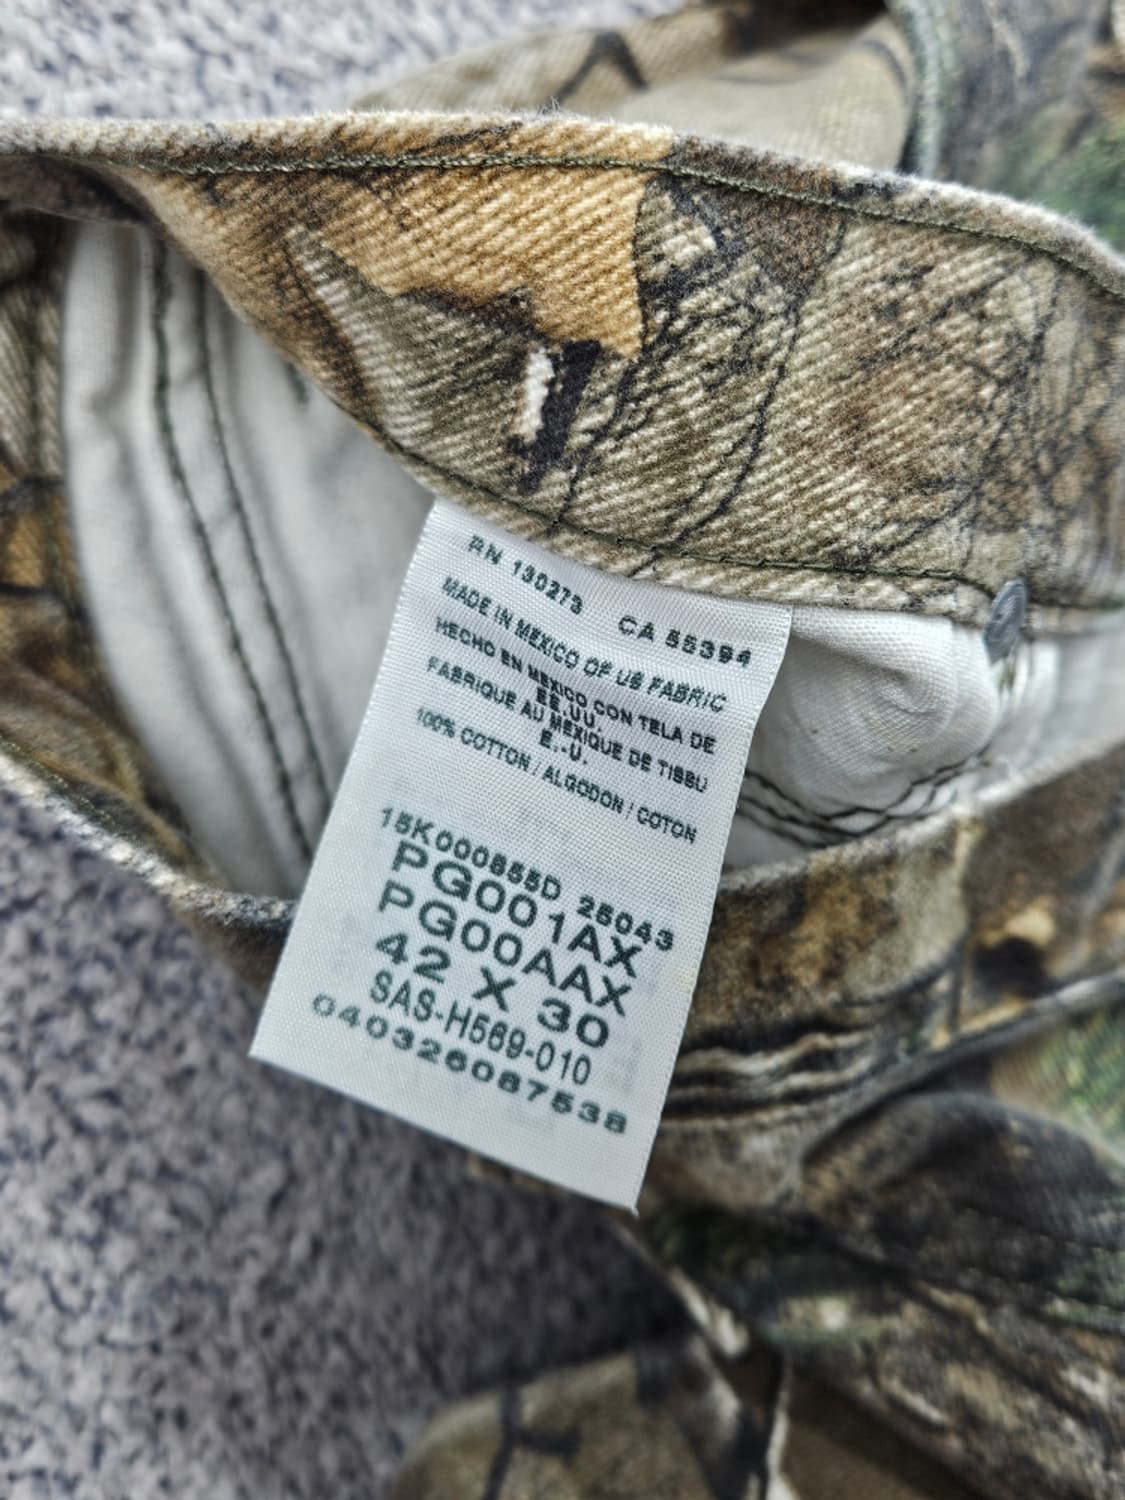 RN 130273 CA 55394
MADE IN MEXICO OF US FABRIC
HECHO EN MEXICO CON TELA DE
EE.UU.
FABRIQUE AU MEXIQUE DE TISSU
E.-U.
100% COTTON / ALGODON / COTON
15K000855D 25043
PG001AX
PG00AAX
42 X 30
SAS-H569-010
040326087538